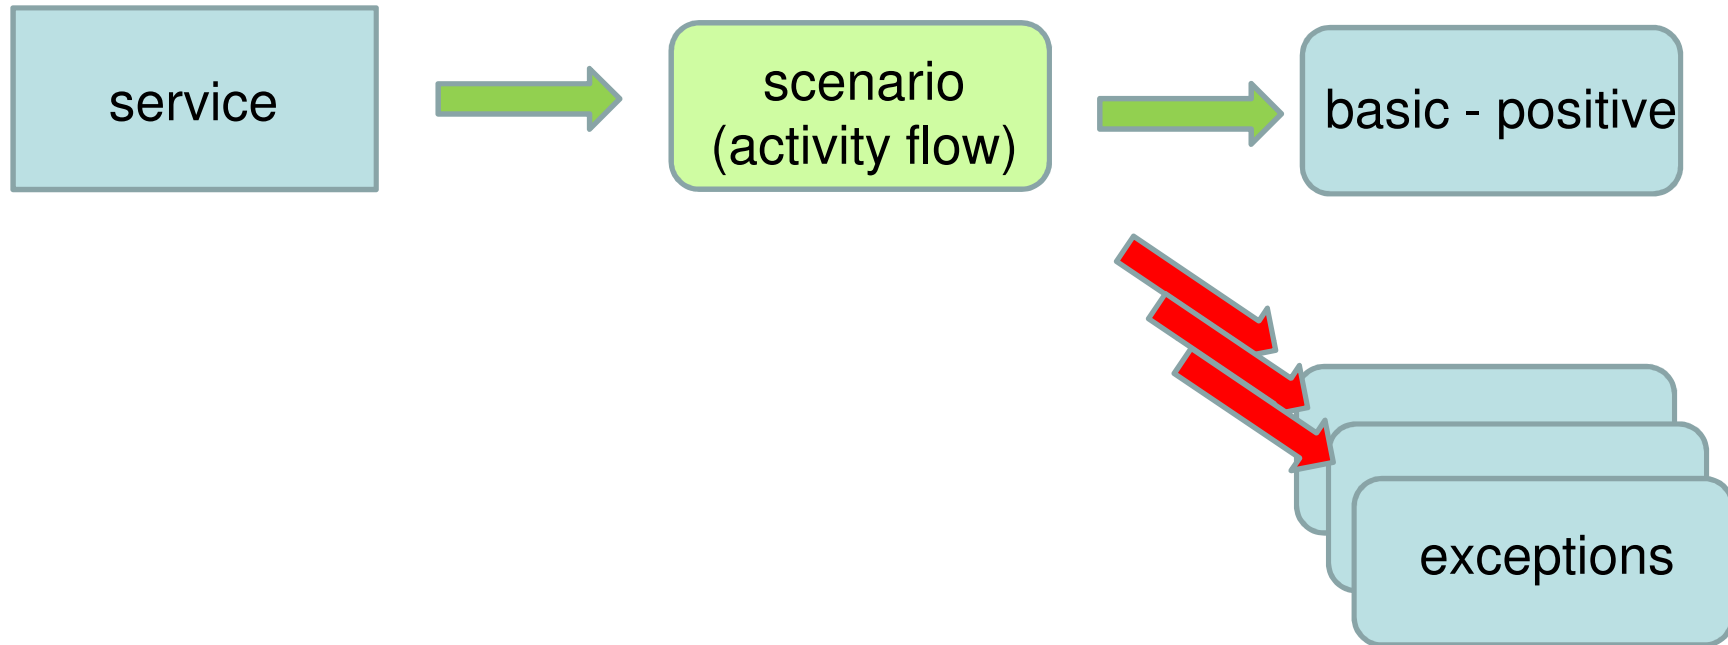 service
scenario
(activity flow)
basic - positive
exceptions